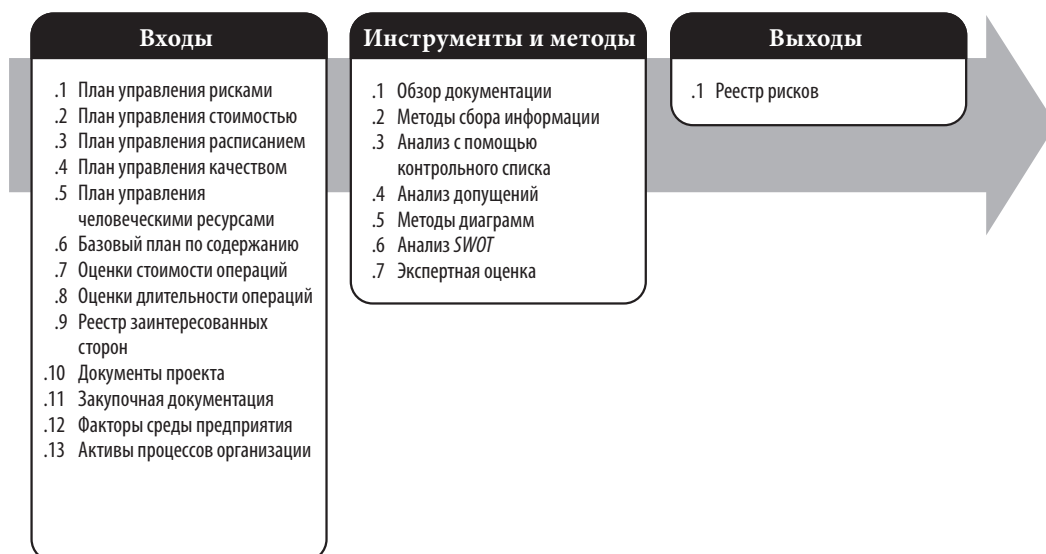 Входы
.1 План управления рисками
.2 План управления стоимостью
.3 План управления расписанием
.4 План управления качеством
.5 План управления
человеческими ресурсами
.6 Базовый план по содержанию
.7 Оценки стоимости операций
.8 Оценки длительности операций
.9 Реестр заинтересованных
сторон
.10 Документы проекта
.11 Закупочная документация
.12 Факторы среды предприятия
.13 Активы процессов организации
Инструменты и методы
.1 Обзор документации
.2 Методы сбора информации
.3 Анализ с помощью
контрольного списка
.4 Анализ допущений
.5 Методы диаграмм
.6 Анализ SWOT
.7 Экспертная оценка
Выходы
.1 Реестр рисков